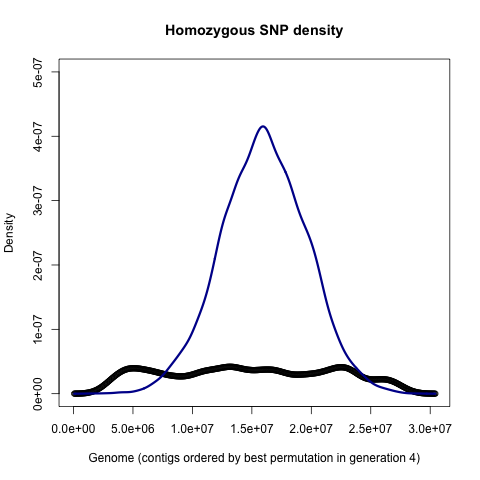 Homozygous SNP density
Density
5e-07
4e-07
3e-07
2e-07
1e-07
0e+00
0.0e+00 5.0e+06 1.0e+07 1.5e+07 2.0e+07 2.5e+07 3.0e+07
Genome (contigs ordered by best permutation in generation 4)